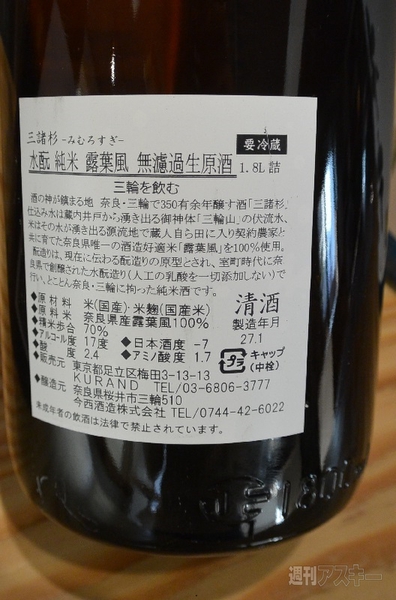 三諸杉 -みむろすぎ-
水酛 純米 露葉風 無濾過生原酒
要冷蔵
1.8L詰
三輪を飲む
酒の神が鎮まる地 奈良・三輪で350有余年醸す酒「三諸杉」
仕込み水は蔵内井戸から湧き出る御神体「三輪山」の伏流水、
米はその水が湧き出る源流地で蔵人自ら田に入り契約農家と
共に育てた奈良県唯一の酒造好適米「露葉風」を100%使用。
酛造りは、現在に伝わる酛造りの原型とされ、室町時代に奈
良県で創醸された水酛造り(人工の乳酸を一切添加しない)で
行い、とことん奈良・三輪に拘った純米酒です。
◆原材料 米(国産)・米麹(国産米)
◆原料米 奈良県産露葉風100%
◆精米歩合 70%
◆アルコール度 17度 ◆日本酒度 -7
◆酸度 2.4 ◆アミノ酸度 1.7
◆販売元 東京都足立区梅田3-13-13
KURAND TEL/03-6806-3777
◆醸造元 奈良県桜井市三輪510
今西酒造株式会社 TEL/0744-42-6022
未成年者の飲酒は法律で禁止されています。
清酒
製造年月
27.1
プラ
キャップ
(中栓)
週刊アスキー